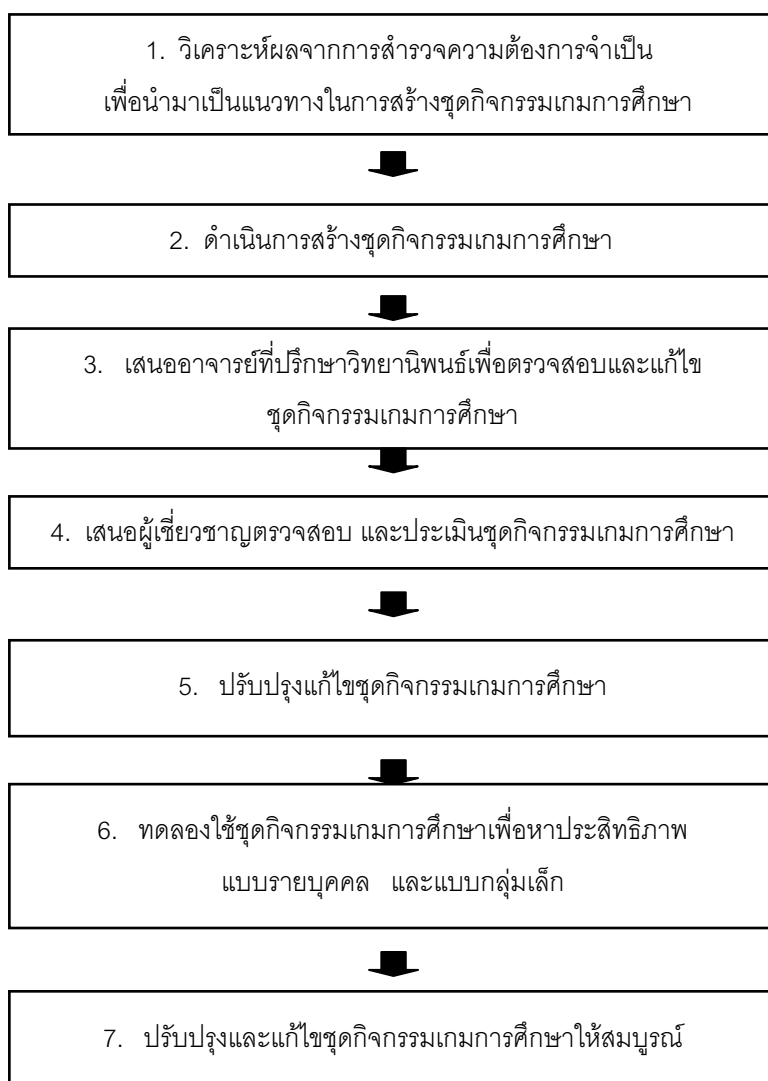 1. วิเคราะห์ผลจากการสำรวจความต้องการจำเป็น
เพื่อนำมาเป็นแนวทางในการสร้างชุดกิจกรรมเกมการศึกษา
2. ดำเนินการสร้างชุดกิจกรรมเกมการศึกษา
3. เสนออาจารย์ที่ปรึกษาวิทยานิพนธ์เพื่อตรวจสอบและแก้ไข
ชุดกิจกรรมเกมการศึกษา
4. เสนอผู้เชี่ยวชาญตรวจสอบ และประเมินชุดกิจกรรมเกมการศึกษา
5. ปรับปรุงแก้ไขชุดกิจกรรมเกมการศึกษา
6. ทดลองใช้ชุดกิจกรรมเกมการศึกษาเพื่อหาประสิทธิภาพ
แบบรายบุคคล และแบบกลุ่มเล็ก
7. ปรับปรุงและแก้ไขชุดกิจกรรมเกมการศึกษาให้สมบูรณ์